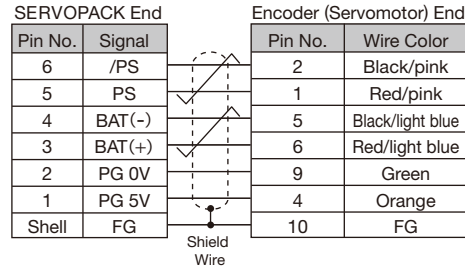 SERVOPACK End Encoder (Servomotor) End
Pin No. Signal Pin No. Wire Color
6 /PS 2 Black/pink
5 PS 1 Red/pink
4 BAT(-) 5 Black/light blue
3 BAT(+) 6 Red/light blue
2 PG 0V 9 Green
1 PG 5V 4 Orange
Shell FG 10 FG
Shield
Wire